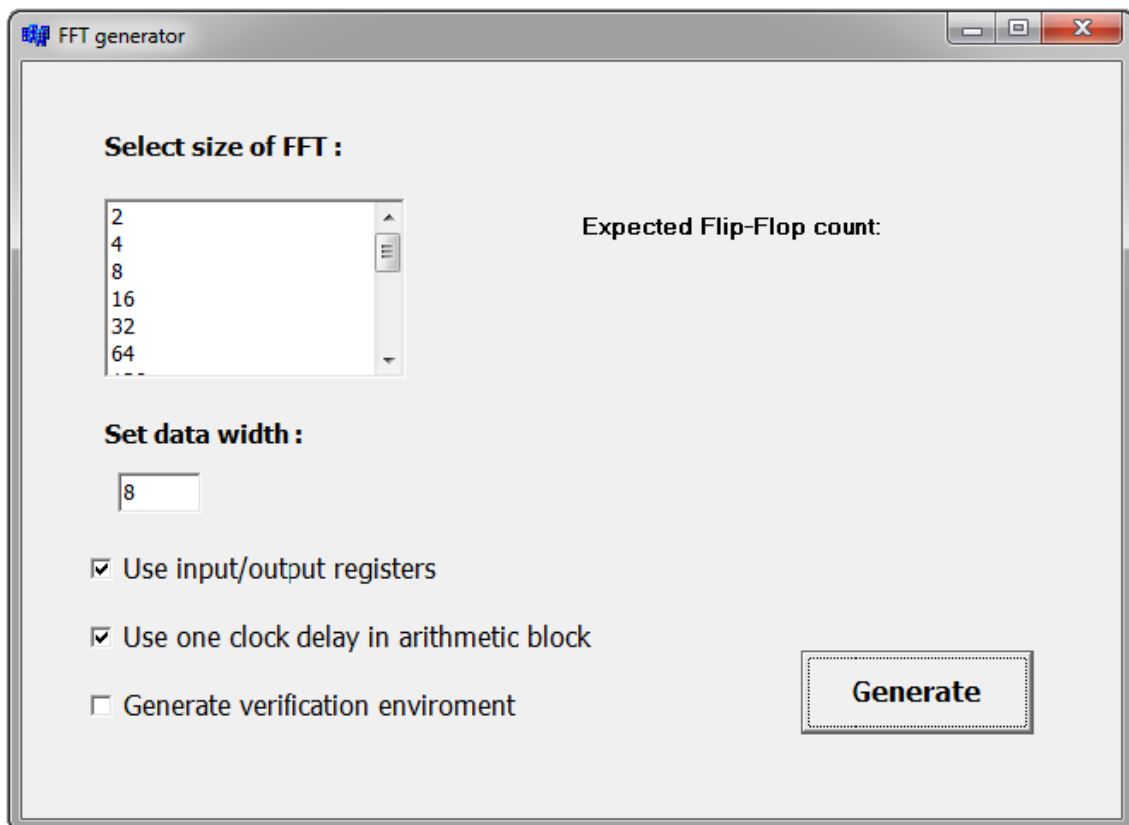 FFT generator
Select size of FFT :
2
4
8
16
32
64
Expected Flip-Flop count:
Set data width :
8
Use input/output registers
Use one clock delay in arithmetic block
Generate verification enviroment
Generate